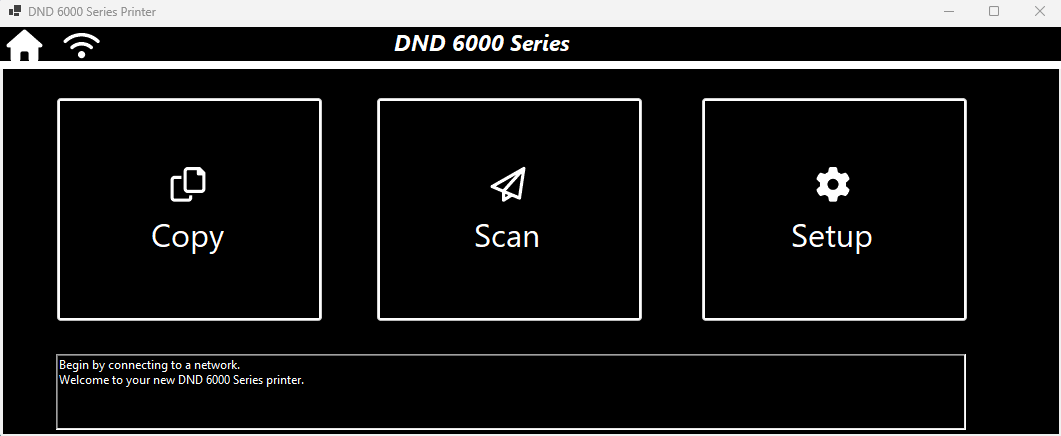 DND 6000 Series Printer
DND 6000 Series
Copy
Scan
Setup
Begin by connecting to a network.
Welcome to your new DND 6000 Series printer.